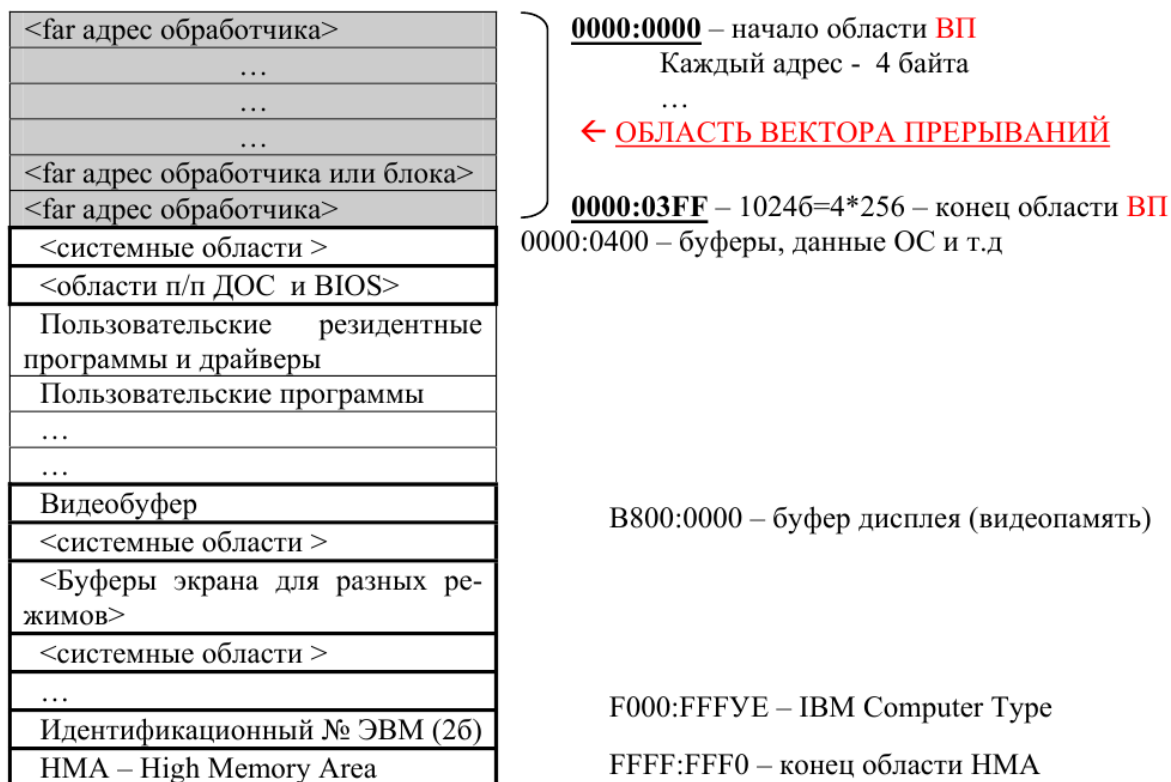 <far адрес обработчика>
0000:0000 – начало области ВП
…
Каждый адрес - 4 байта
…
…
…
← ОБЛАСТЬ ВЕКТОРА ПРЕРЫВАНИЙ
<far адрес обработчика или блока>
<far адрес обработчика>
0000:03FF – 1024б=4*256 – конец области ВП
<системные области >
0000:0400 – буферы, данные ОС и т.д
<области п/п ДОС и BIOS>
Пользовательские резидентные
программы и драйверы
Пользовательские программы
…
…
Видеобуфер
B800:0000 – буфер дисплея (видеопамять)
<системные области >
<Буферы экрана для разных ре-
жимов>
<системные области >
…
F000:FFFУE – IBM Computer Type
Идентификационный № ЭВМ (2б)
HMA – High Memory Area
FFFF:FFF0 – конец области HMA